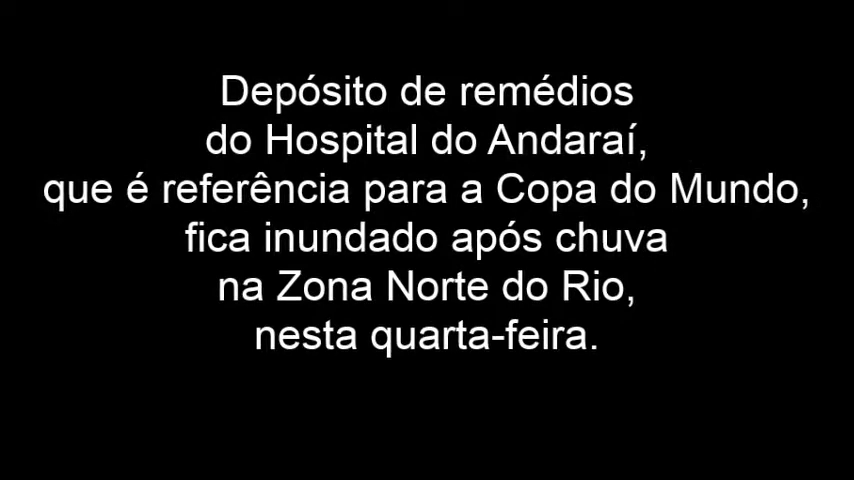 Depósito de remédios
do Hospital do Andaraí,
que é referência para a Copa do Mundo,
fica inundado após chuva
na Zona Norte do Rio,
nesta quarta-feira.